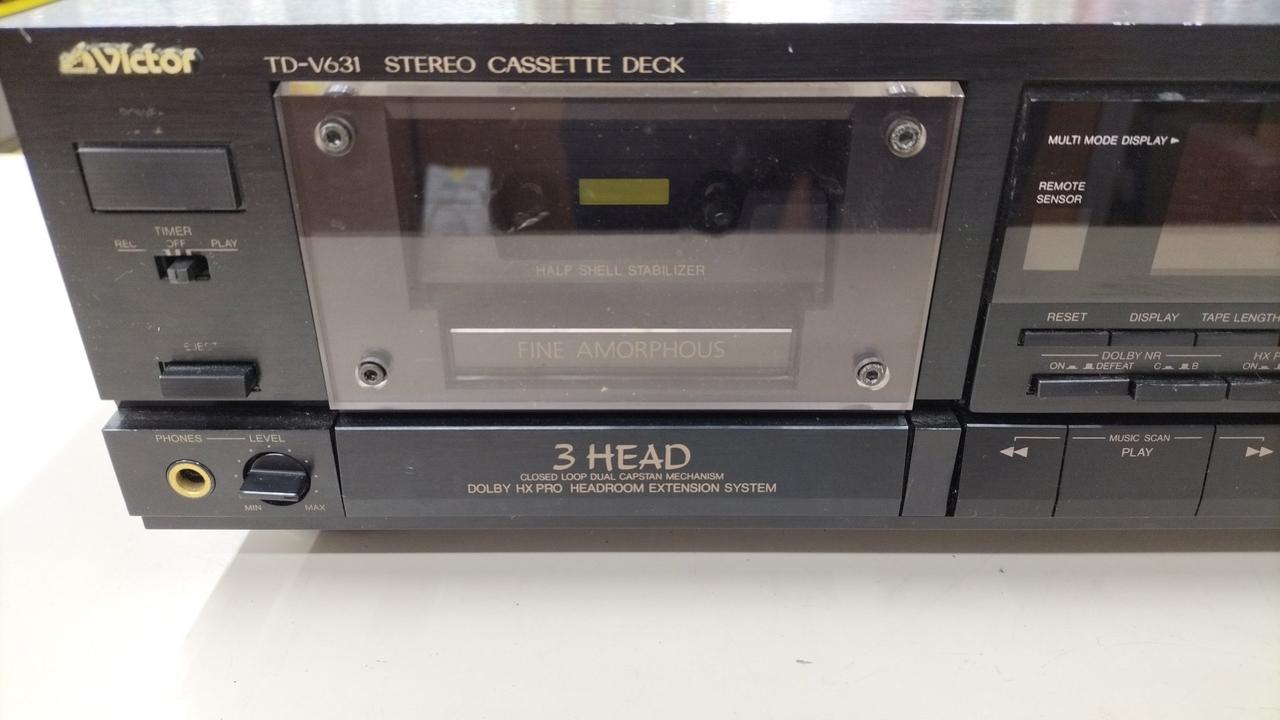 Victor
TD-V631 STEREO CASSETTE DECK
TIMER
REC OFF PLAY
EJECT
PHONES LEVEL
MIN MAX
HALF SHELL STABILIZER
FINE AMORPHOUS
3 HEAD
CLOSED LOOP DUAL CAPSTAN MECHANISM
DOLBY HX PRO HEADROOM EXTENSION SYSTEM
MULTI MODE DISPLAY
REMOTE
SENSOR
RESET DISPLAY TAPE LENGTH
DOLBY NR
ON DEFEAT C B ON
MUSIC SCAN
PLAY